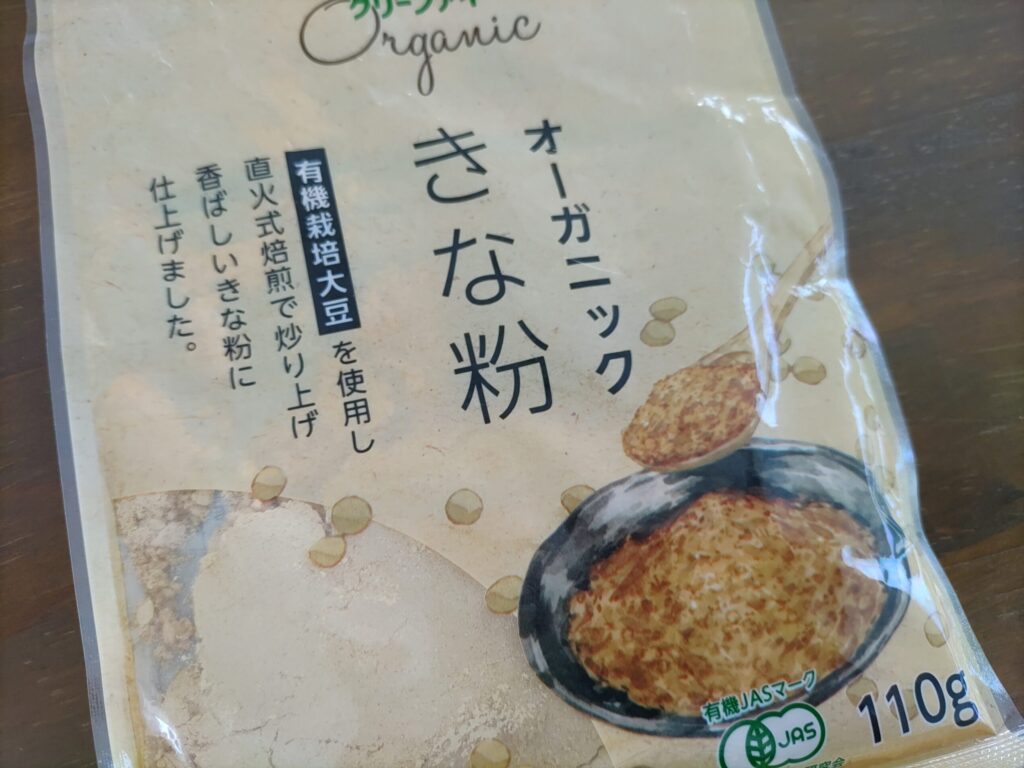 Organic
オーガニック
きな粉
有機栽培大豆を使用し
直火式焙煎で炒り上げ
香ばしいきな粉に
仕上げました。
有機JASマーク
JAS
110g